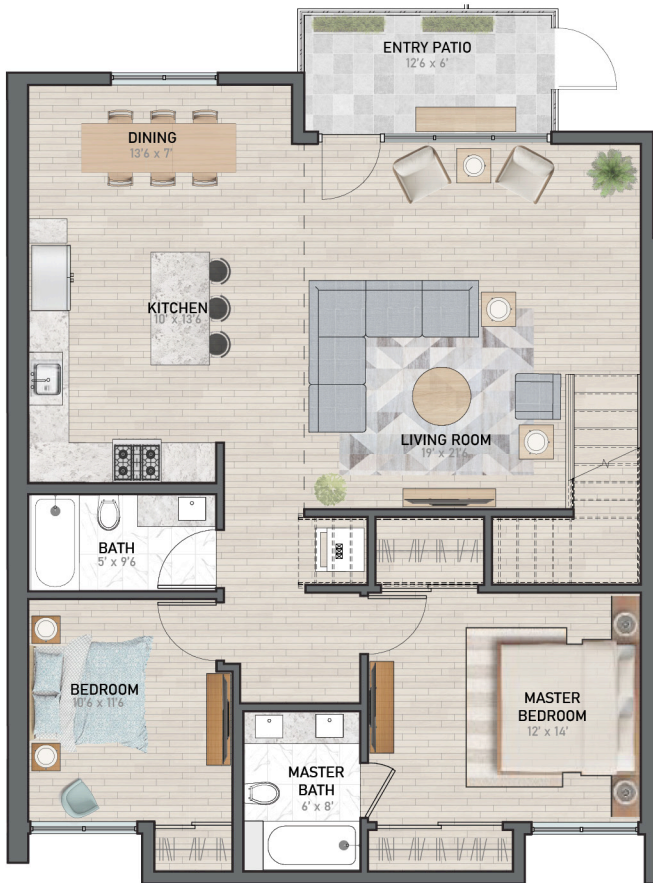 ENTRY PATIO
12'6 x 6'
DINING
13'6 x 7'
KITCHEN
10' x 13'6
LIVING ROOM
19' x 21'6
BATH
5' x 9'6
BEDROOM
10'6 x 11'6
MASTER
BEDROOM
12' x 14'
MASTER
BATH
6' x 8'